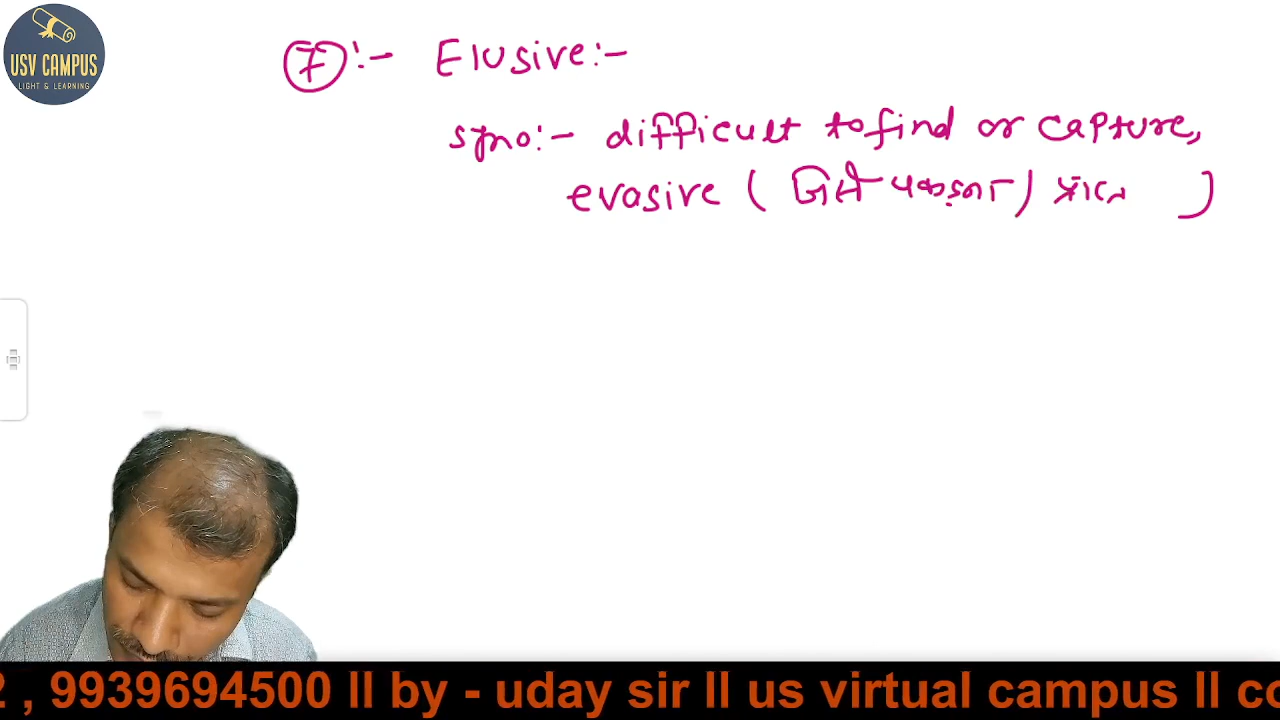 USV CAMPUS
LIGHT & LEARNING
7:- Elusive:-
syno:- difficult to find or capture,
evasive ( जिसे पकड़ना )
2 , 9939694500 ll by - uday sir ll us virtual campus ll co